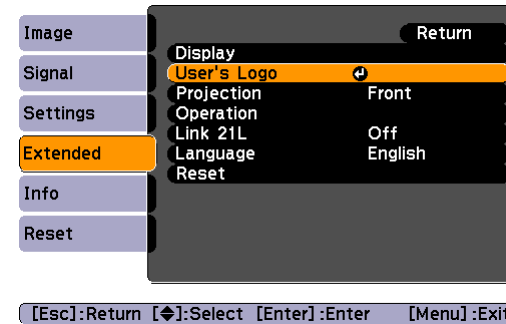 Image
Signal
Settings
Extended
Info
Reset
Return
Display
User's Logo
Projection Front
Operation
Link 21L Off
Language English
Reset
[Esc]:Return [◆]:Select [Enter]:Enter [Menu]:Exit